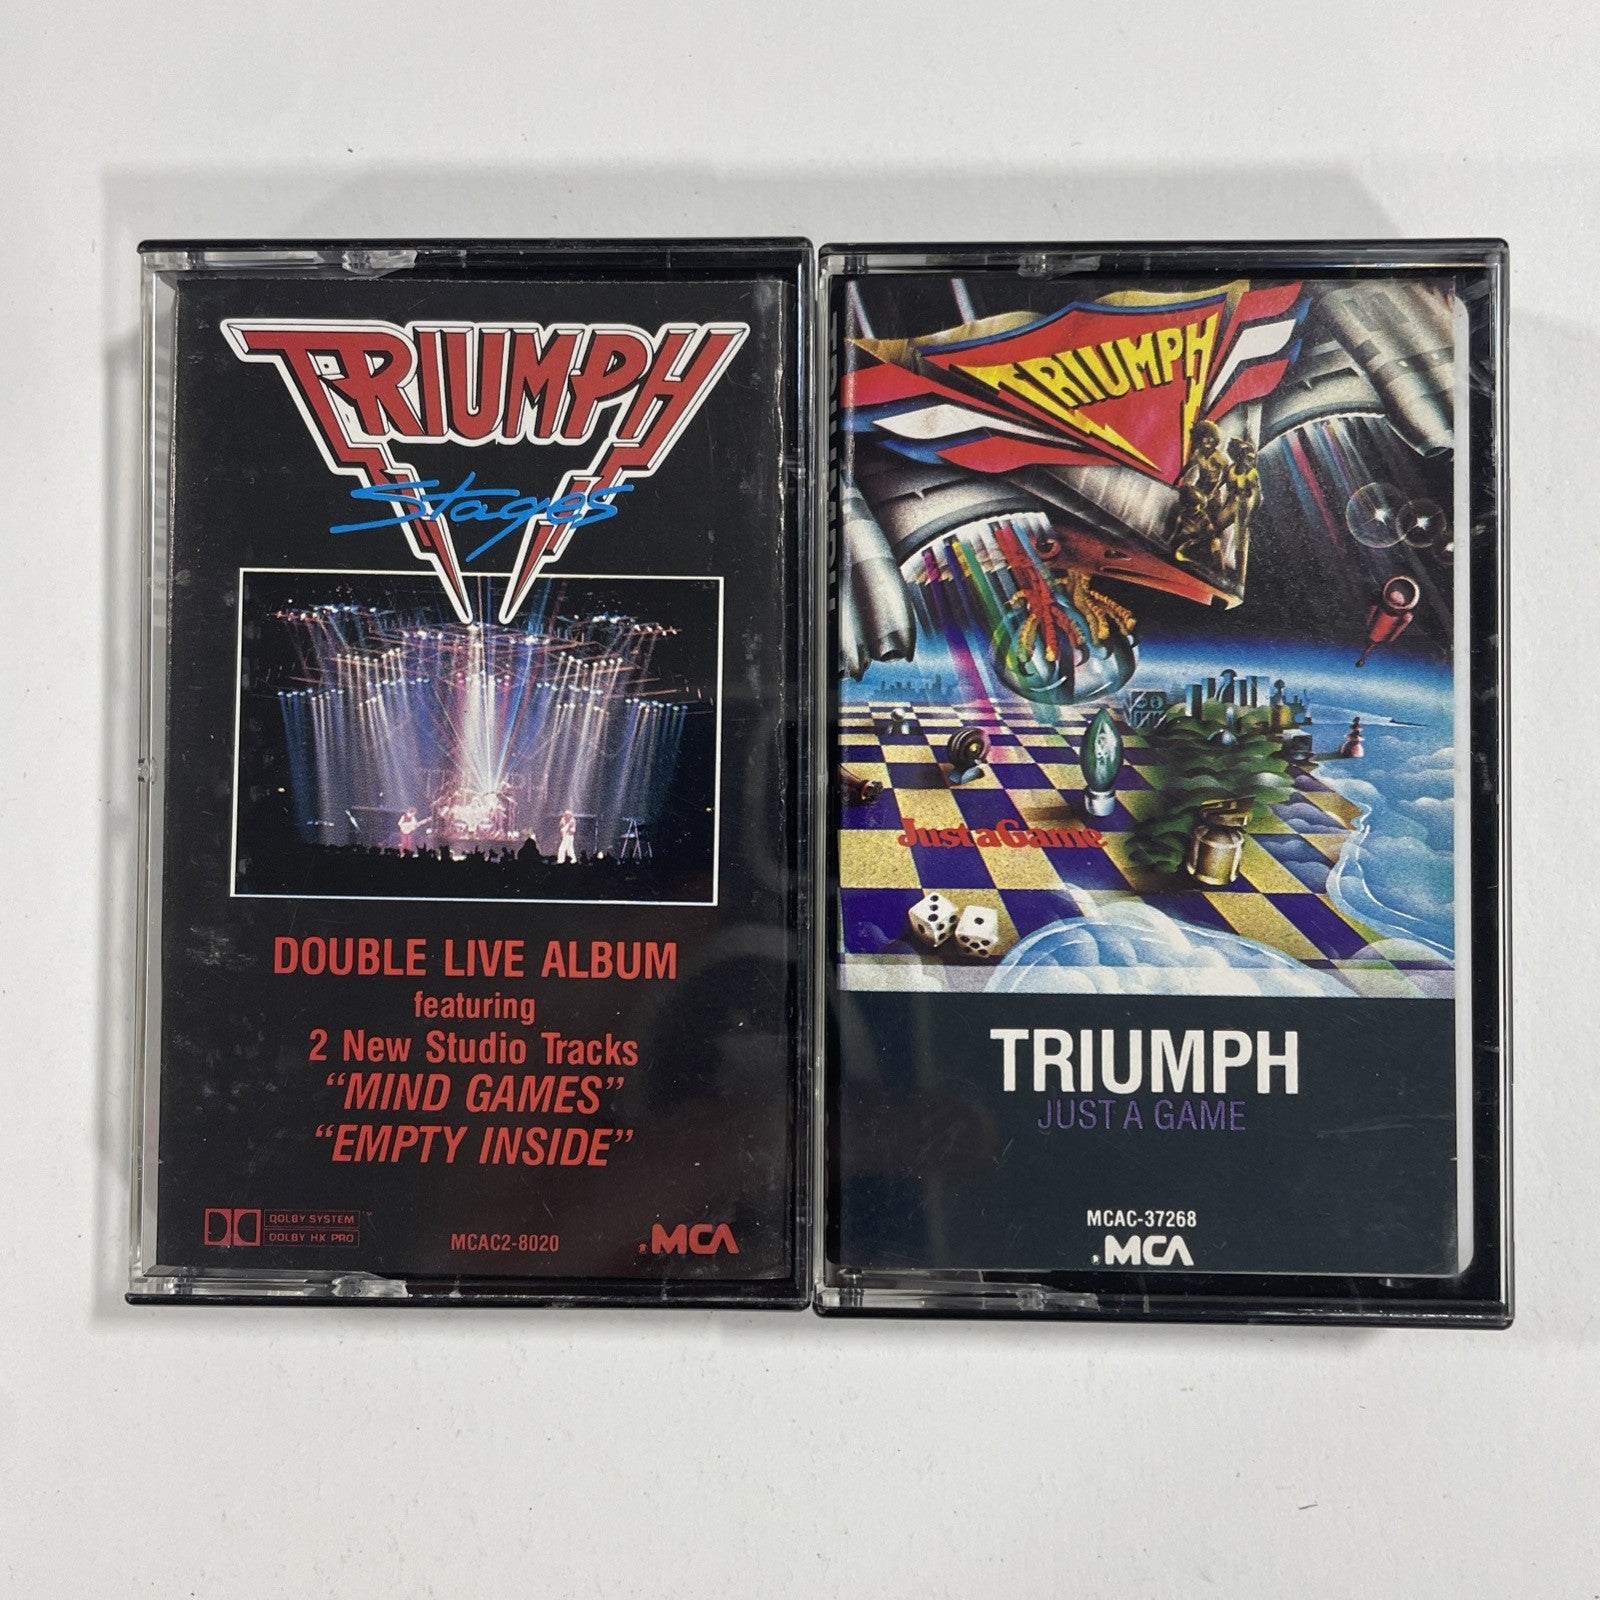 TRIUMPH
Stages
DOUBLE LIVE ALBUM
featuring
2 New Studio Tracks
“MIND GAMES”
“EMPTY INSIDE”
DOLBY SYSTEM ™
DOLBY HX PRO
MCAC2-8020
MCA
TRIUMPH
Just a Game
TRIUMPH
JUST A GAME
MCAC-37268
MCA